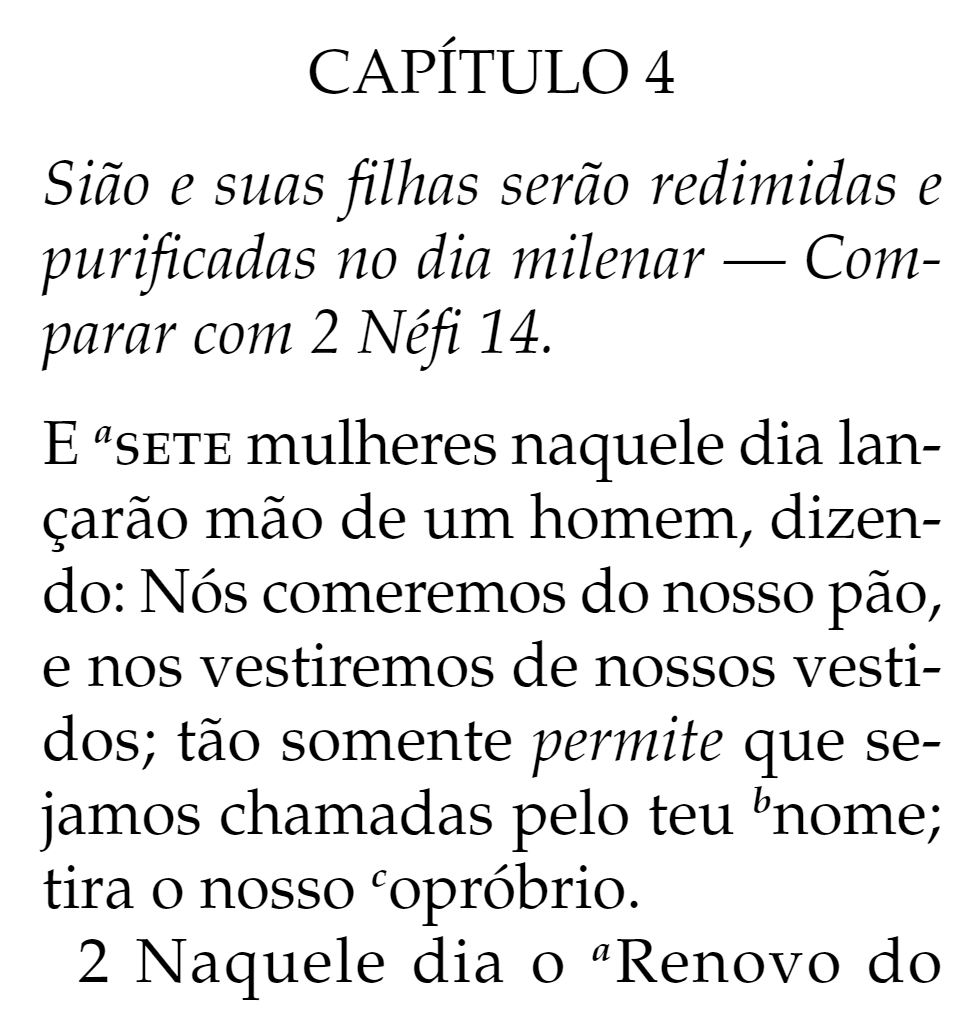 CAPÍTULO 4
Sião e suas filhas serão redimidas e
purificadas no dia milenar — Com-
parar com 2 Néfi 14.
E aSETE mulheres naquele dia lan-
çarão mão de um homem, dizen-
do: Nós comeremos do nosso pão,
e nos vestiremos de nossos vesti-
dos; tão somente permite que se-
jamos chamadas pelo teu bnome;
tira o nosso copróbrio.
2 Naquele dia o aRenovo do